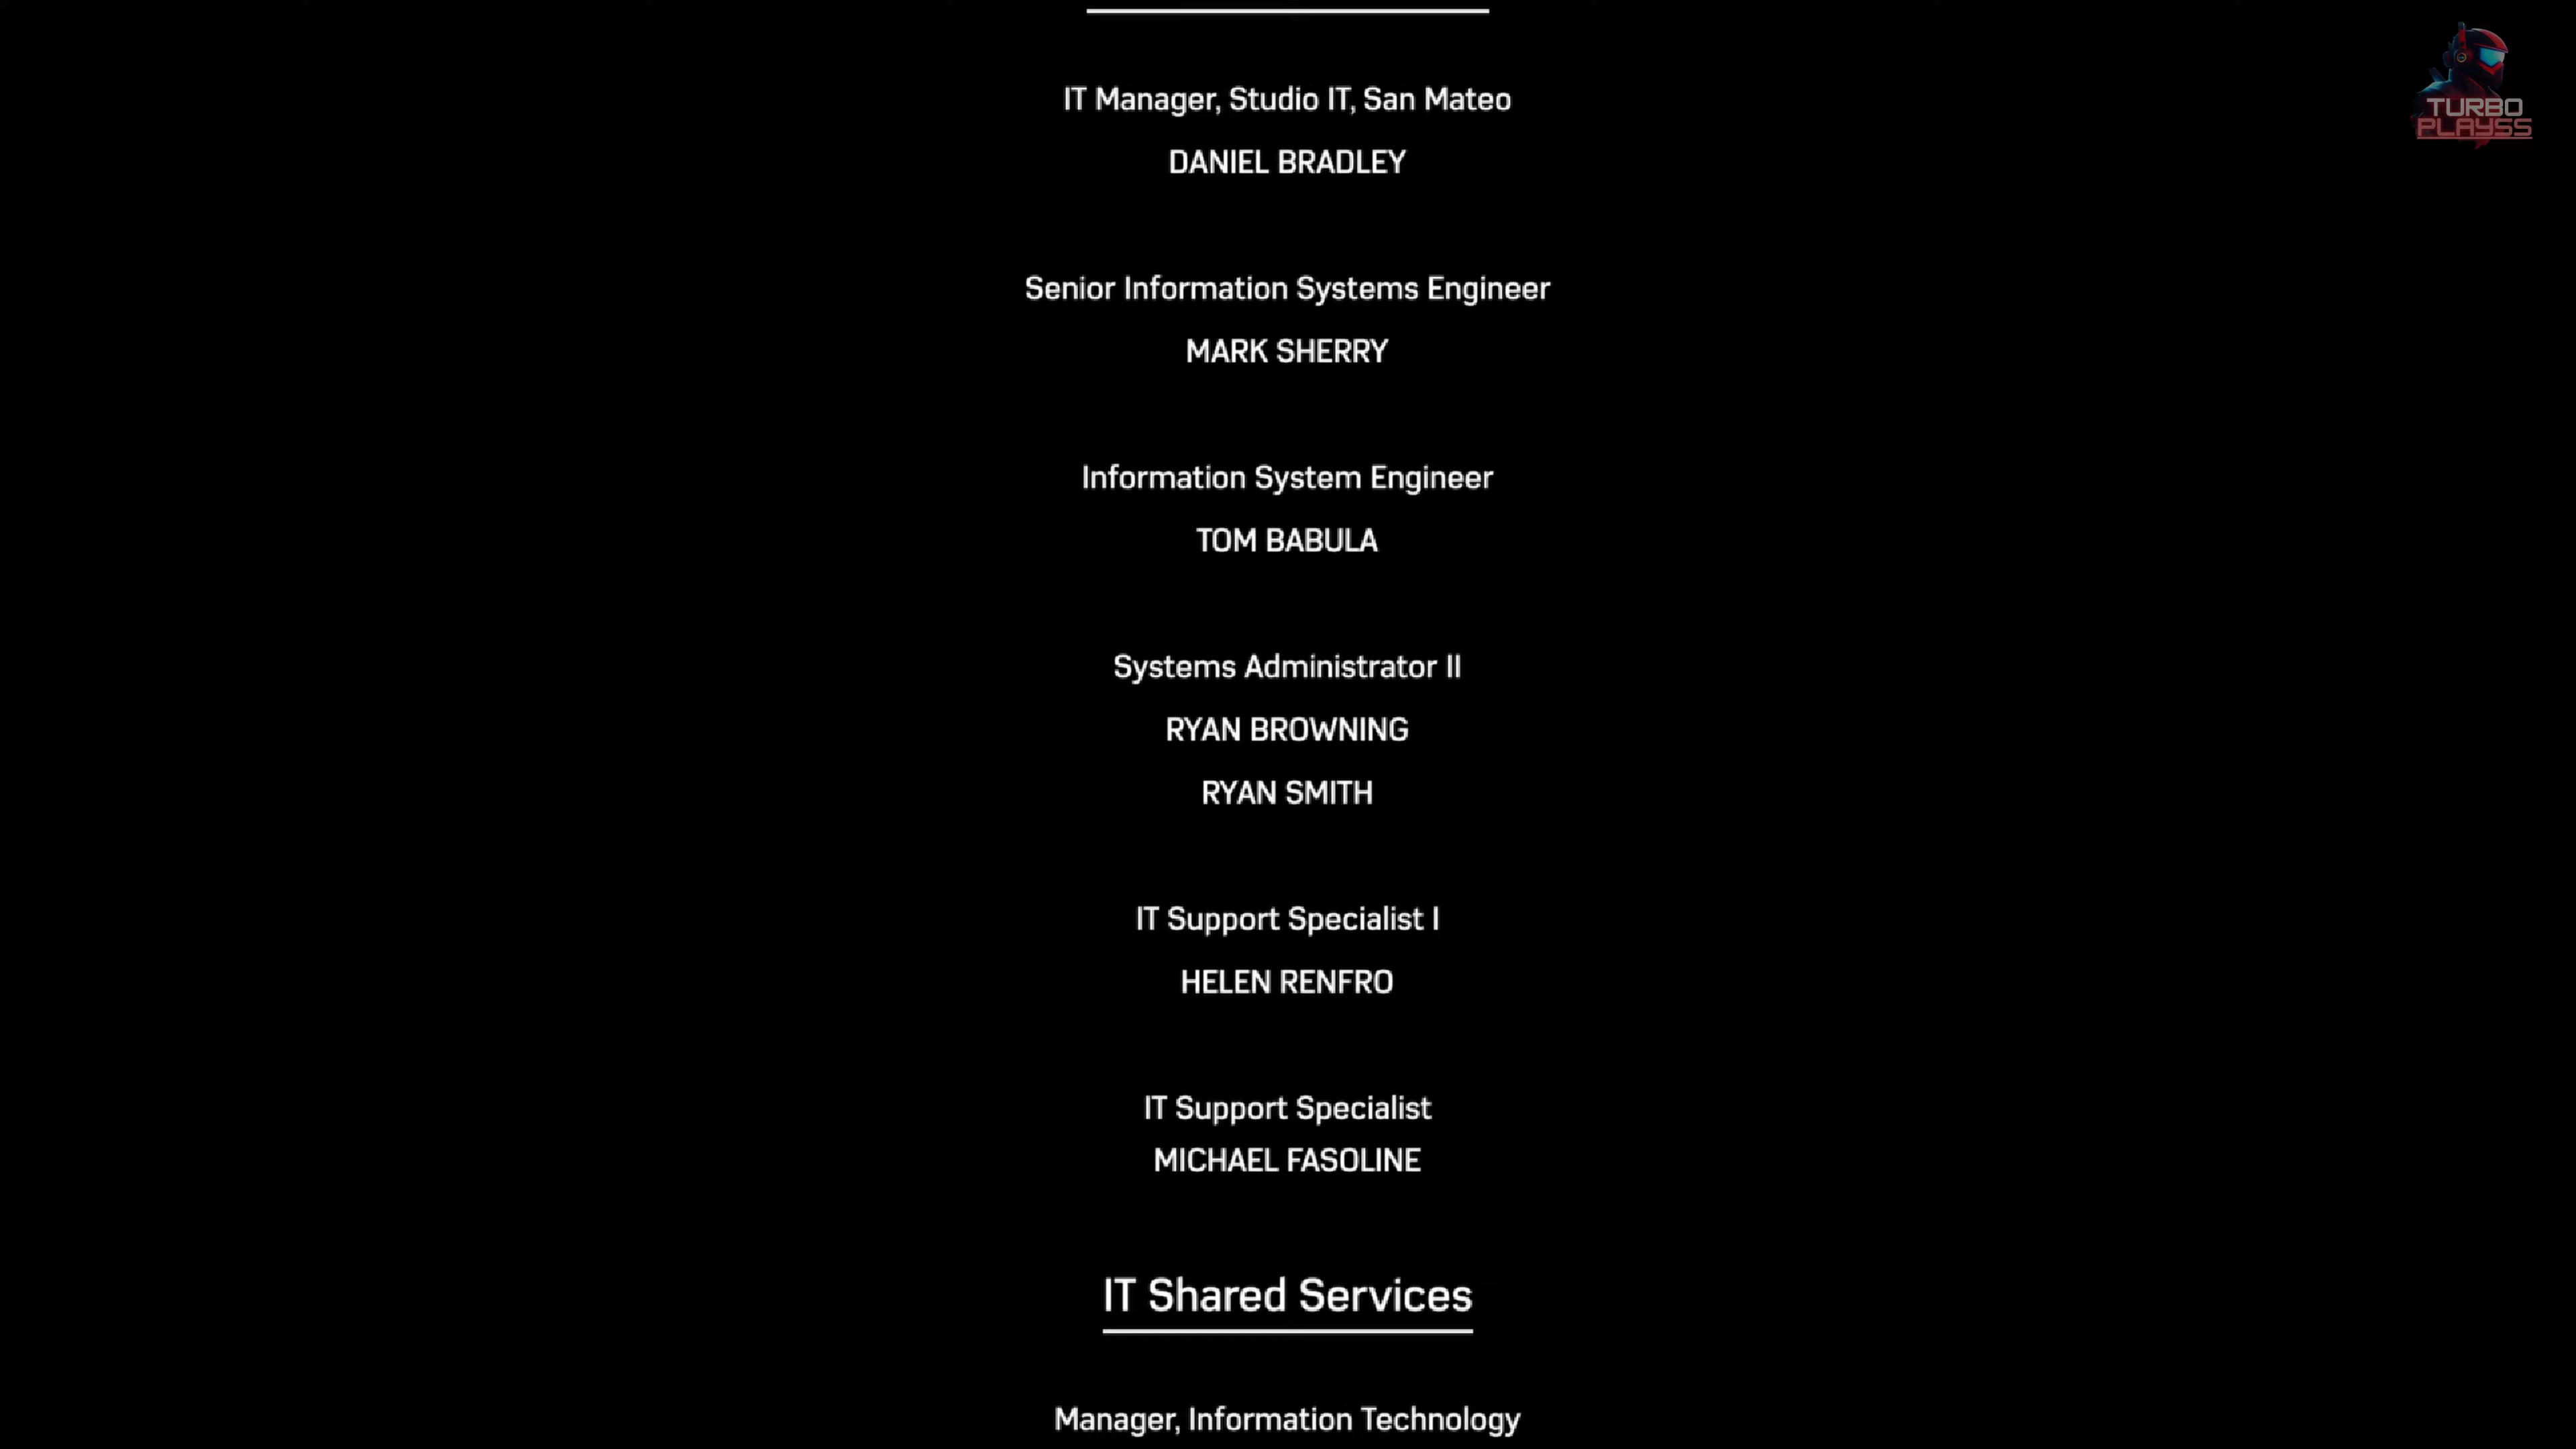 IT Manager, Studio IT, San Mateo
DANIEL BRADLEY
Senior Information Systems Engineer
MARK SHERRY
Information System Engineer
TOM BABULA
Systems Administrator II
RYAN BROWNING
RYAN SMITH
IT Support Specialist I
HELEN RENFRO
IT Support Specialist
MICHAEL FASOLINE
IT Shared Services
Manager, Information Technology
TURBO
PLAYSS